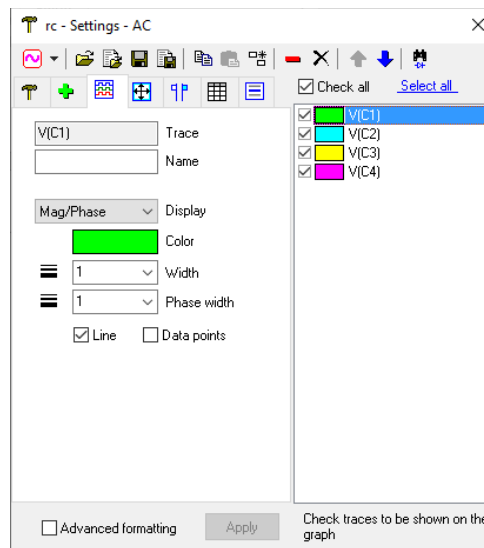 rc - Settings - AC
Check all
Select all
V(C1)
Trace
Name
Mag/Phase
Display
Color
1
Width
1
Phase width
Line
Data points
V(C1)
V(C2)
V(C3)
V(C4)
Advanced formatting
Apply
Check traces to be shown on the
graph